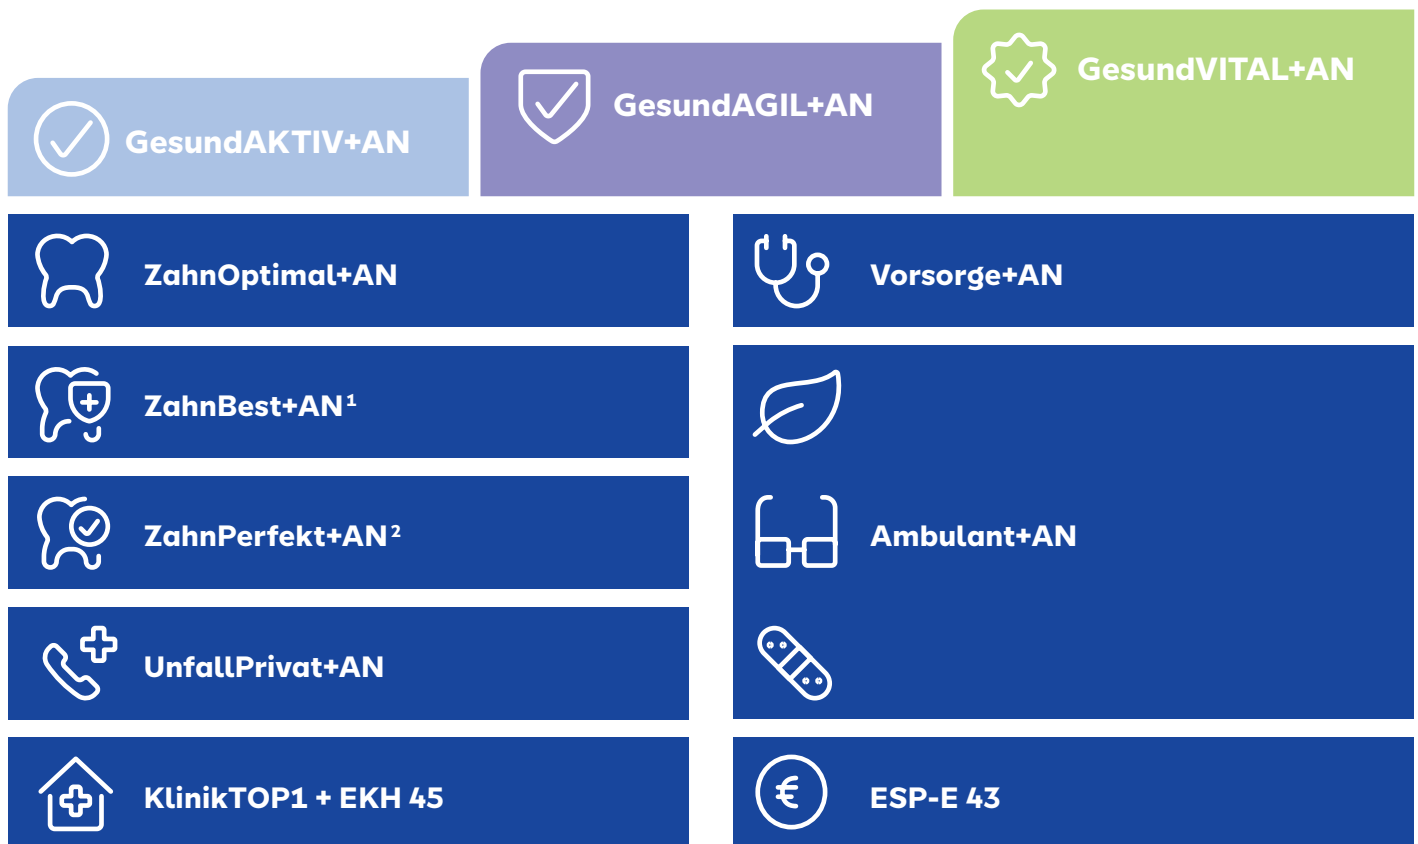 GesundAKTIV+AN
GesundAGIL+AN
GesundVITAL+AN
ZahnOptimal+AN
ZahnBest+AN¹
ZahnPerfekt+AN²
UnfallPrivat+AN
KlinikTOP1 + EKH 45
Vorsorge+AN
Ambulant+AN
€
ESP-E 43